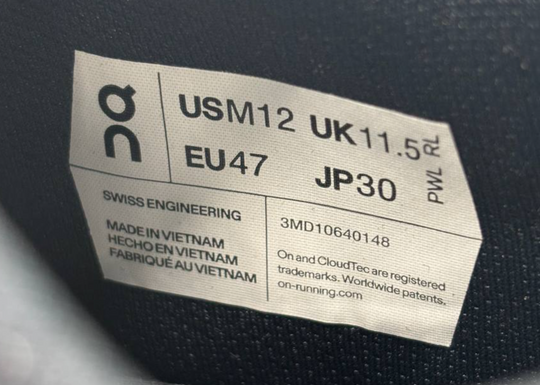 On
USM12 UK11.5
EU47 JP30
PWL RL
SWISS ENGINEERING
MADE IN VIETNAM
HECHO EN VIETNAM
FABRIQUÉ AU VIETNAM
3MD10640148
On and CloudTec are registered
trademarks. Worldwide patents.
on-running.com